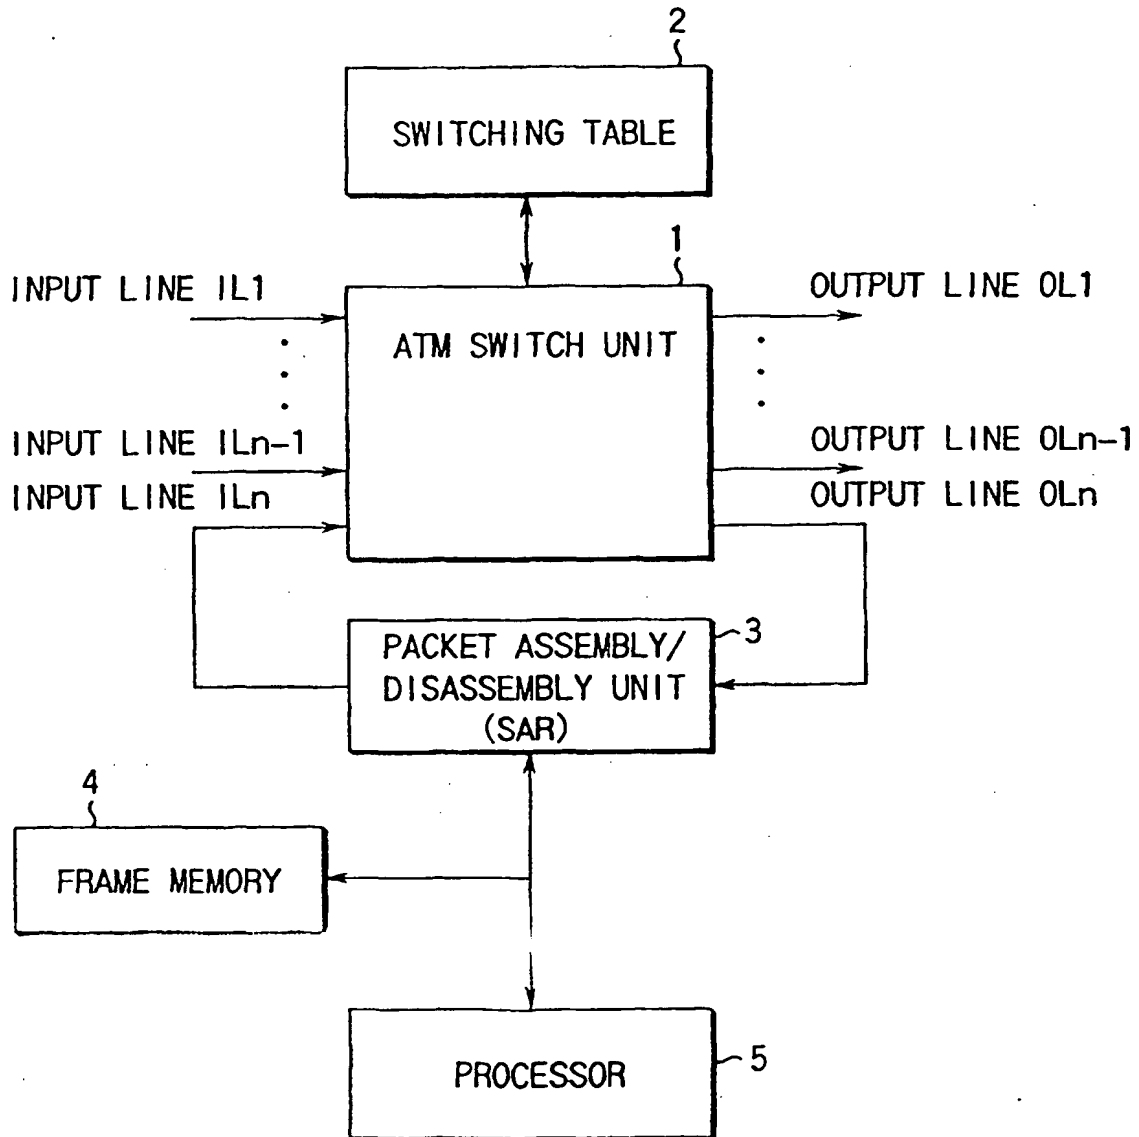 2
SWITCHING TABLE
1
INPUT LINE IL1
OUTPUT LINE OL1
ATM SWITCH UNIT
INPUT LINE ILn-1
OUTPUT LINE OLn-1
INPUT LINE ILn
OUTPUT LINE OLn
3
PACKET ASSEMBLY/
DISASSEMBLY UNIT
(SAR)
4
FRAME MEMORY
PROCESSOR
5